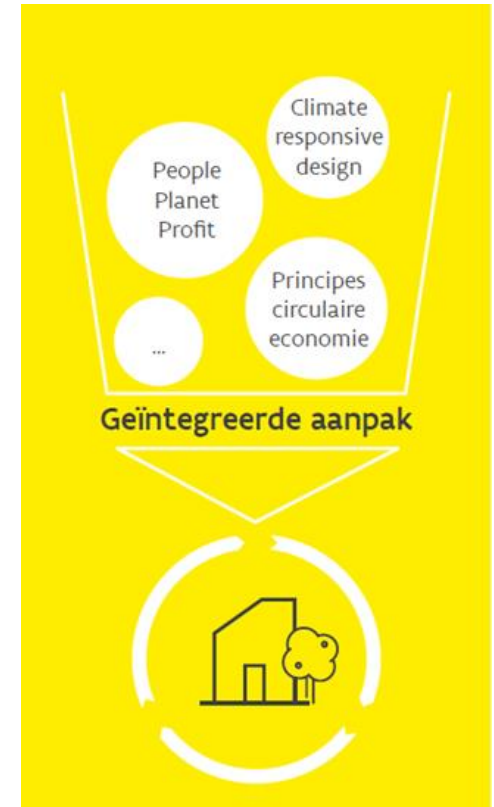 Climate
responsive
design
People
Planet
Profit
Principes
circulaire
economie
...
Geïntegreerde aanpak